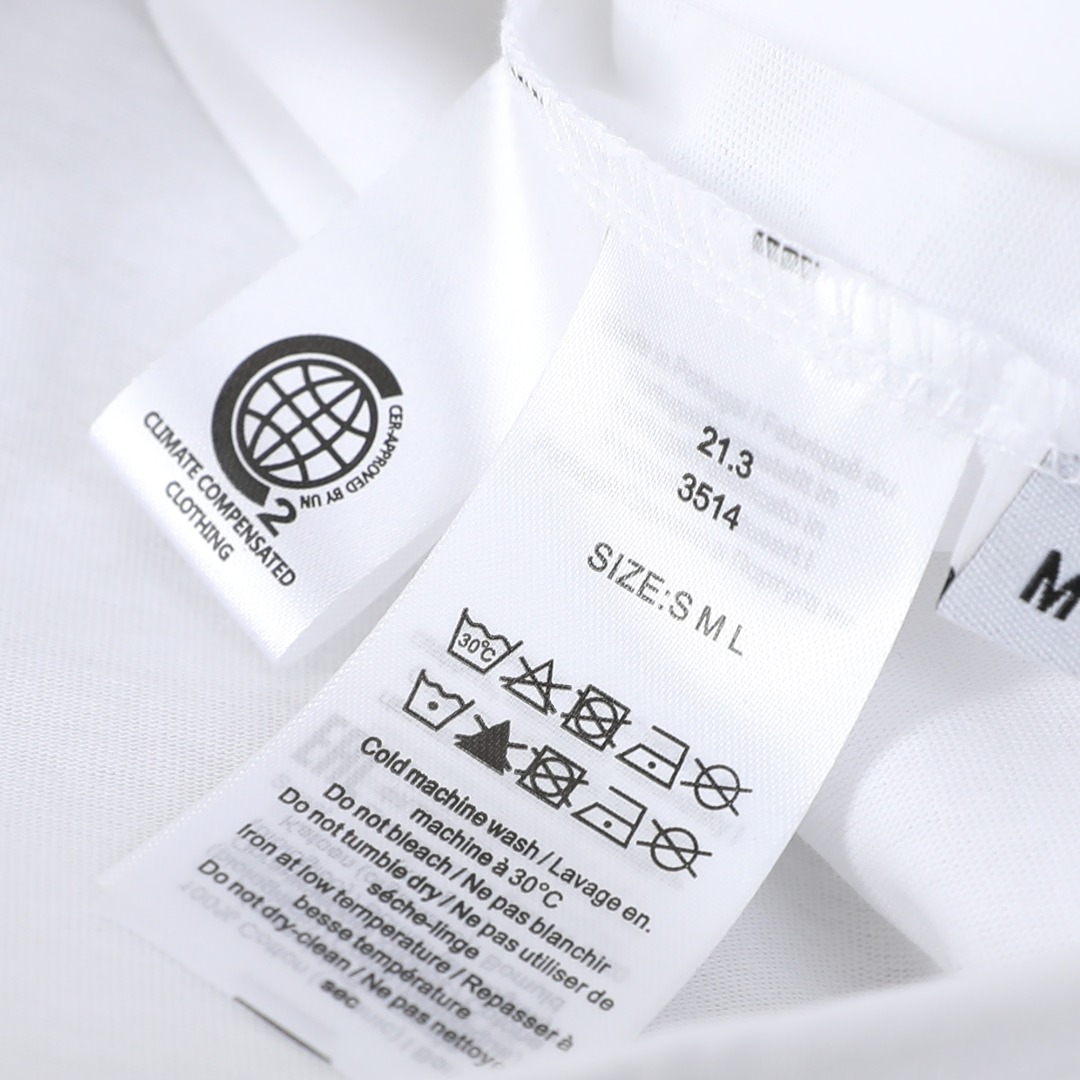 CER-APPROVED BY UN
2
CLIMATE COMPENSATED
CLOTHING
21.3
3514
SIZE:S M L
30°C
Cold machine wash / Lavage en.
machine à 30°C
Do not bleach / Ne pas blanchir
Do not tumble dry / Ne pas utiliser de
séche-linge
Iron at low temperature / Repasser à
besse température
Do not dry-clean / Ne pas nettoye
sec
M